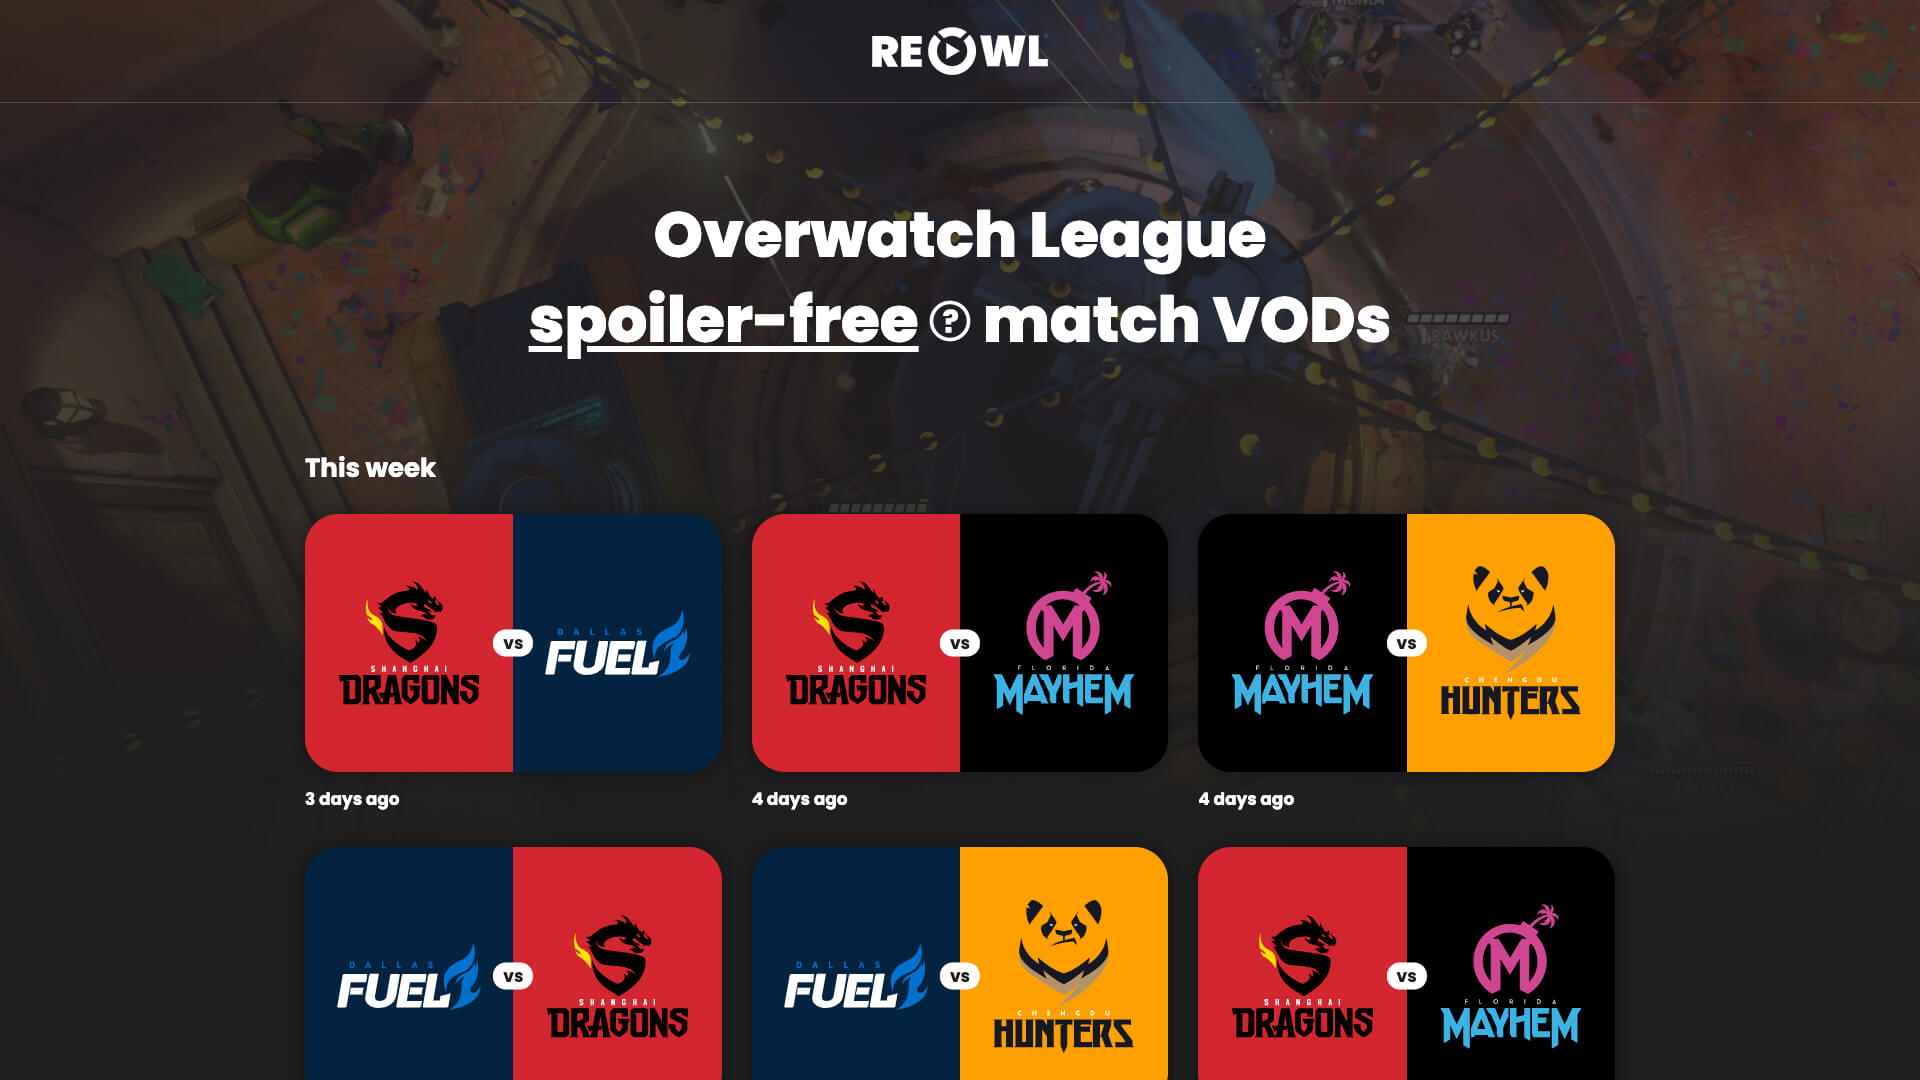 REOWL
THOMA
Overwatch League
spoiler-free ? match VODs
RAWKUS
This week
SHANGHAI
DRAGONS
vs
DALLAS
FUEL
SHANGHAI
DRAGONS
vs
FLORIDA
MAYHEM
FLORIDA
MAYHEM
vs
CHENGDU
HUNTERS
3 days ago
4 days ago
4 days ago
DALLAS
FUEL
vs
SHANGHAI
DRAGONS
DALLAS
FUEL
vs
CHENGDU
HUNTERS
SHANGHAI
DRAGONS
vs
FLORIDA
MAYHEM